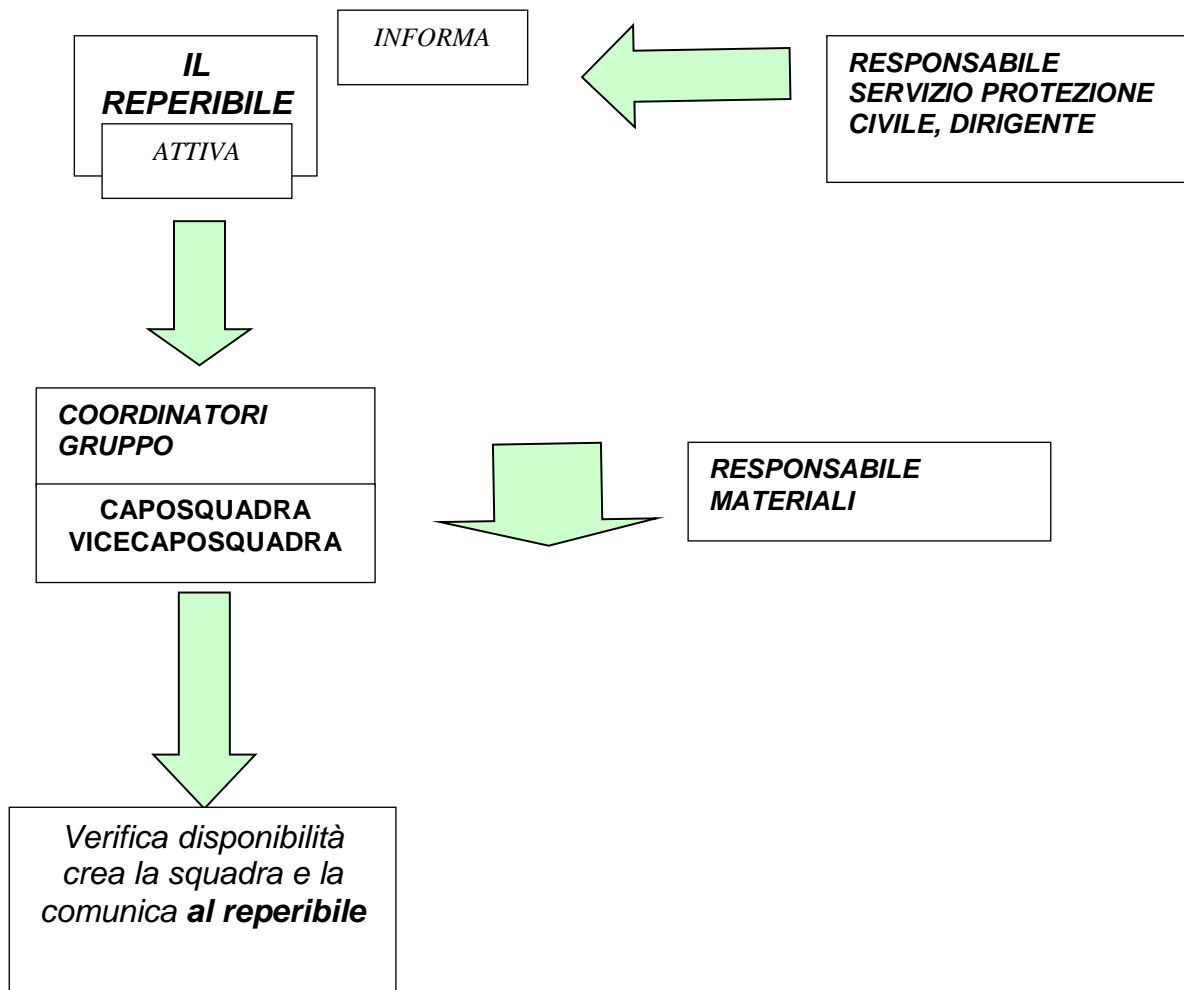 INFORMA
IL
REPERIBILE
ATTIVA
RESPONSABILE
SERVIZIO PROTEZIONE
CIVILE, DIRIGENTE
COORDINATORI
GRUPPO
CAPOSQUADRA
VICECAPOSQUADRA
RESPONSABILE
MATERIALI
Verifica disponibilità
crea la squadra e la
comunica al reperibile